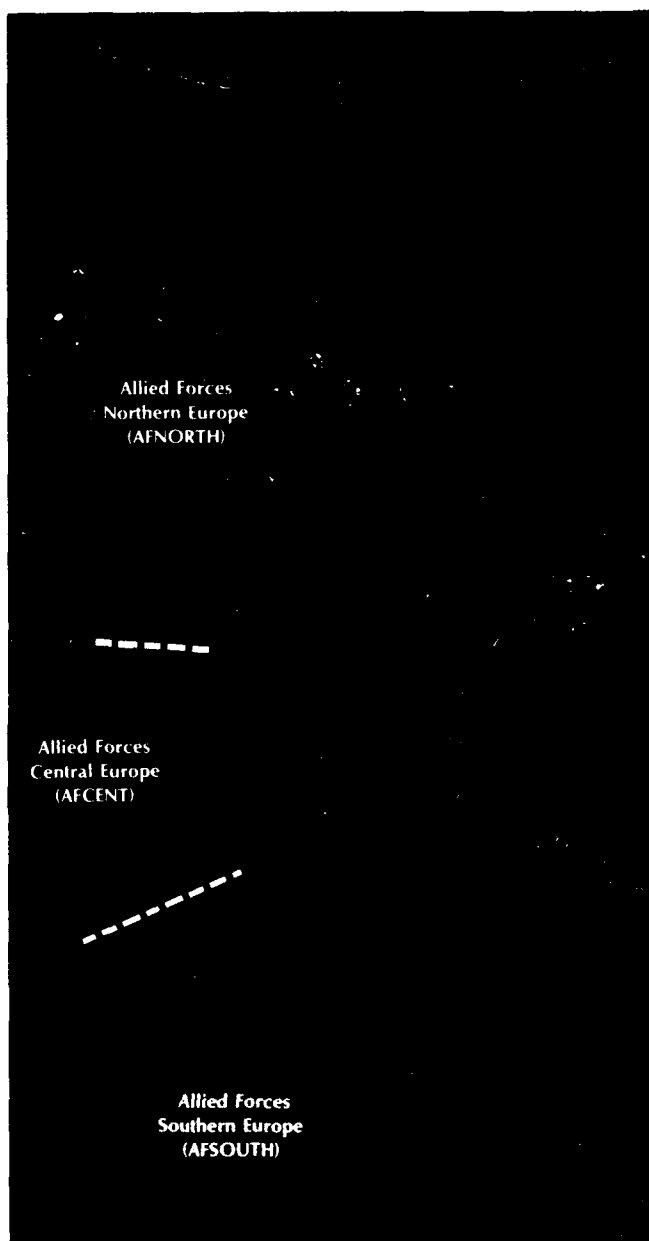 Allied Forces
Northern Europe
(AFNORTH)
Allied Forces
Central Europe
(AFCENT)
Allied Forces
Southern Europe
(AFSOUTH)